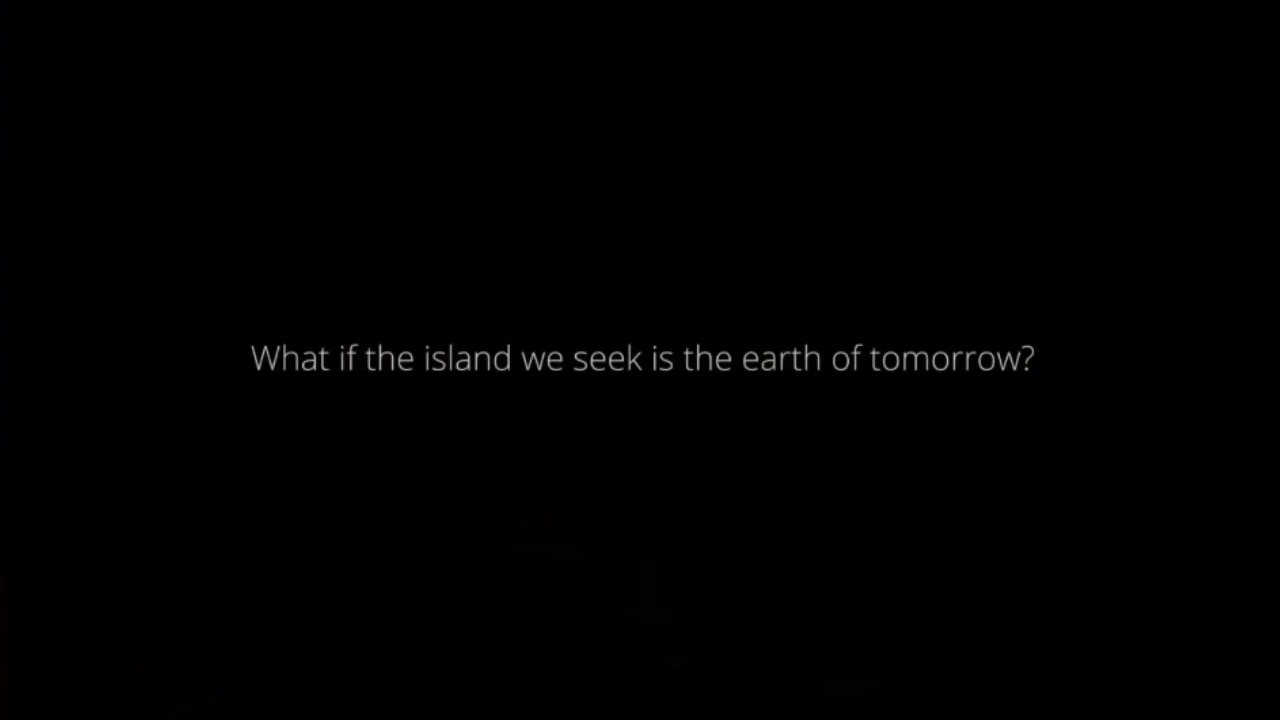 What if the island we seek is the earth of tomorrow?